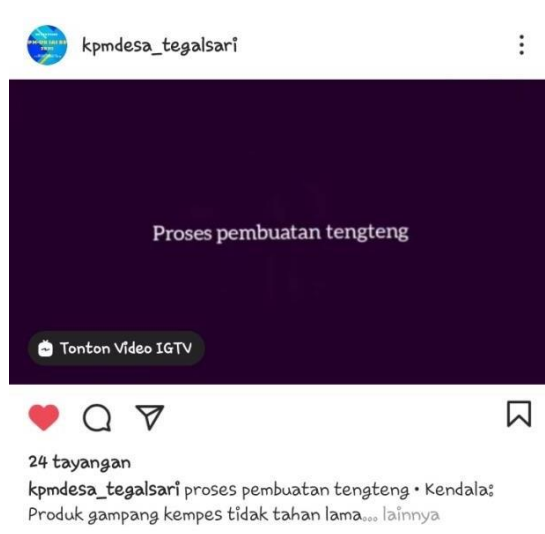 kpmdesa_tegalsari
Proses pembuatan tengteng
Tonton Video IGTV
24 tayangan
kpmdesa_tegalsari proses pembuatan tengteng • Kendala:
Produk gampang kempes tidak tahan lama... lainnya